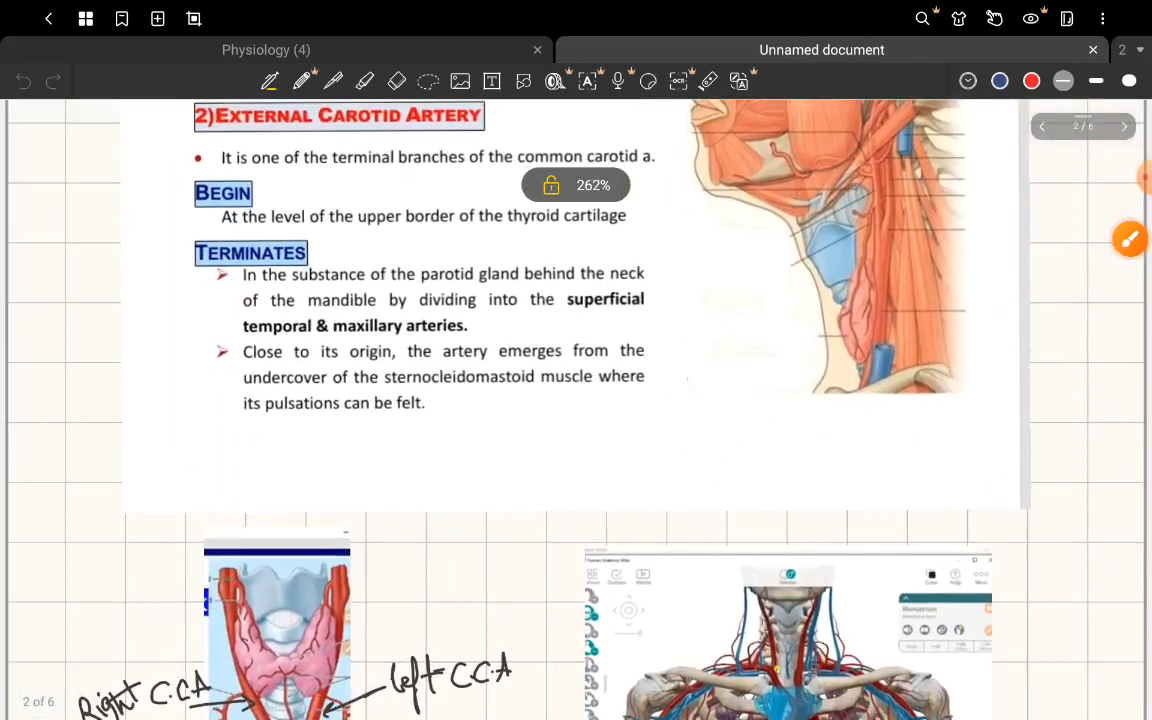 Physiology (4)
Unnamed document
2
2 / 6
262%
2)EXTERNAL CAROTID ARTERY
• It is one of the terminal branches of the common carotid a.
BEGIN
At the level of the upper border of the thyroid cartilage
TERMINATES
In the substance of the parotid gland behind the neck
of the mandible by dividing into the superficial
temporal & maxillary arteries.
Close to its origin, the artery emerges from the
undercover of the sternocleidomastoid muscle where
its pulsations can be felt.
Right C.C.A
left C.C.A
2 of 6